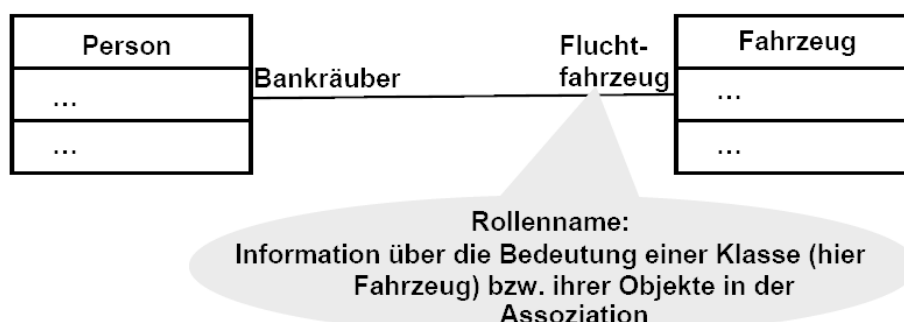 Person
...
...
Bankräuber
Flucht-
fahrzeug
Fahrzeug
...
...
Rollenname:
Information über die Bedeutung einer Klasse (hier
Fahrzeug) bzw. ihrer Objekte in der
Assoziation